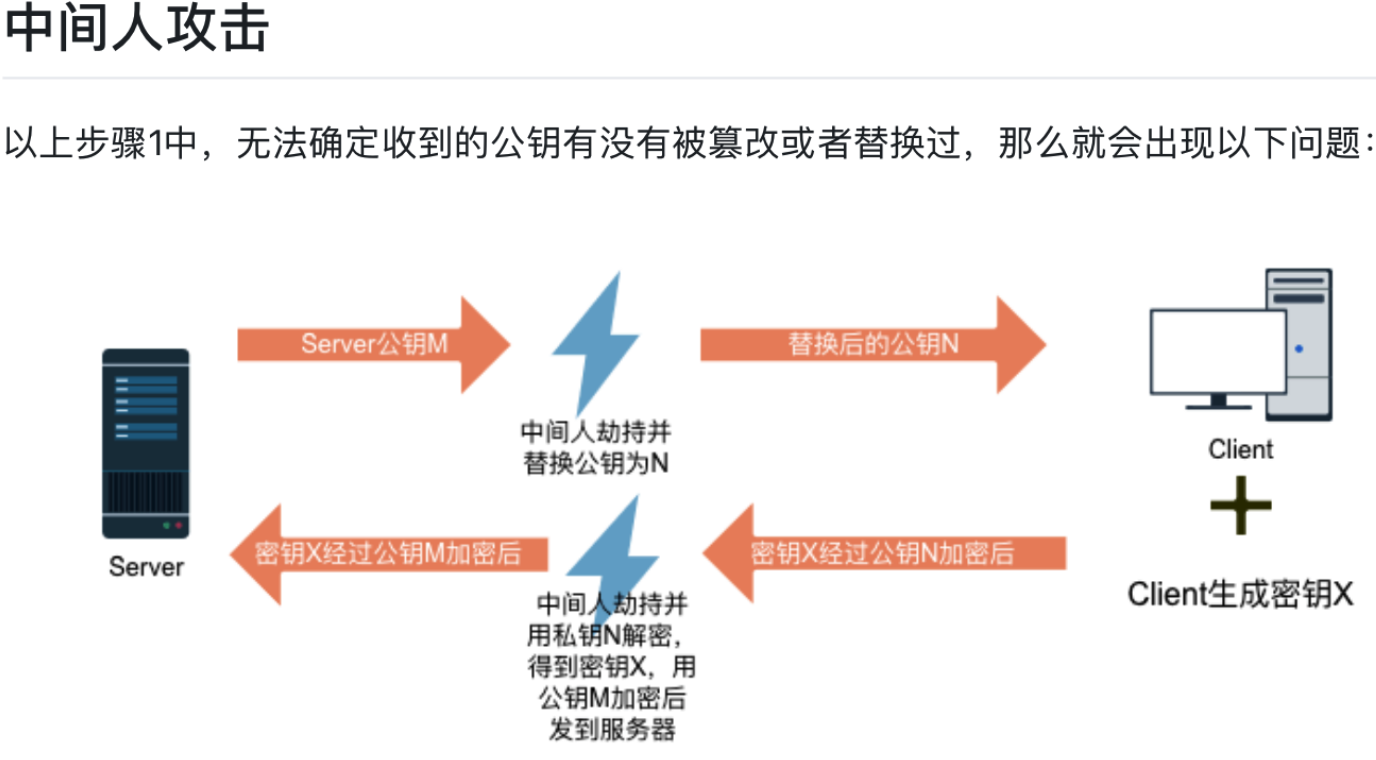 中间人攻击
以上步骤1中，无法确定收到的公钥有没有被篡改或者替换过，那么就会出现以下问题：
Server公钥M
替换后的公钥N
中间人劫持并
替换公钥为N
Client
Server
密钥X经过公钥M加密后
密钥X经过公钥N加密后
Client生成密钥X
中间人劫持并
用私钥N解密，
得到密钥X，用
公钥M加密后
发到服务器